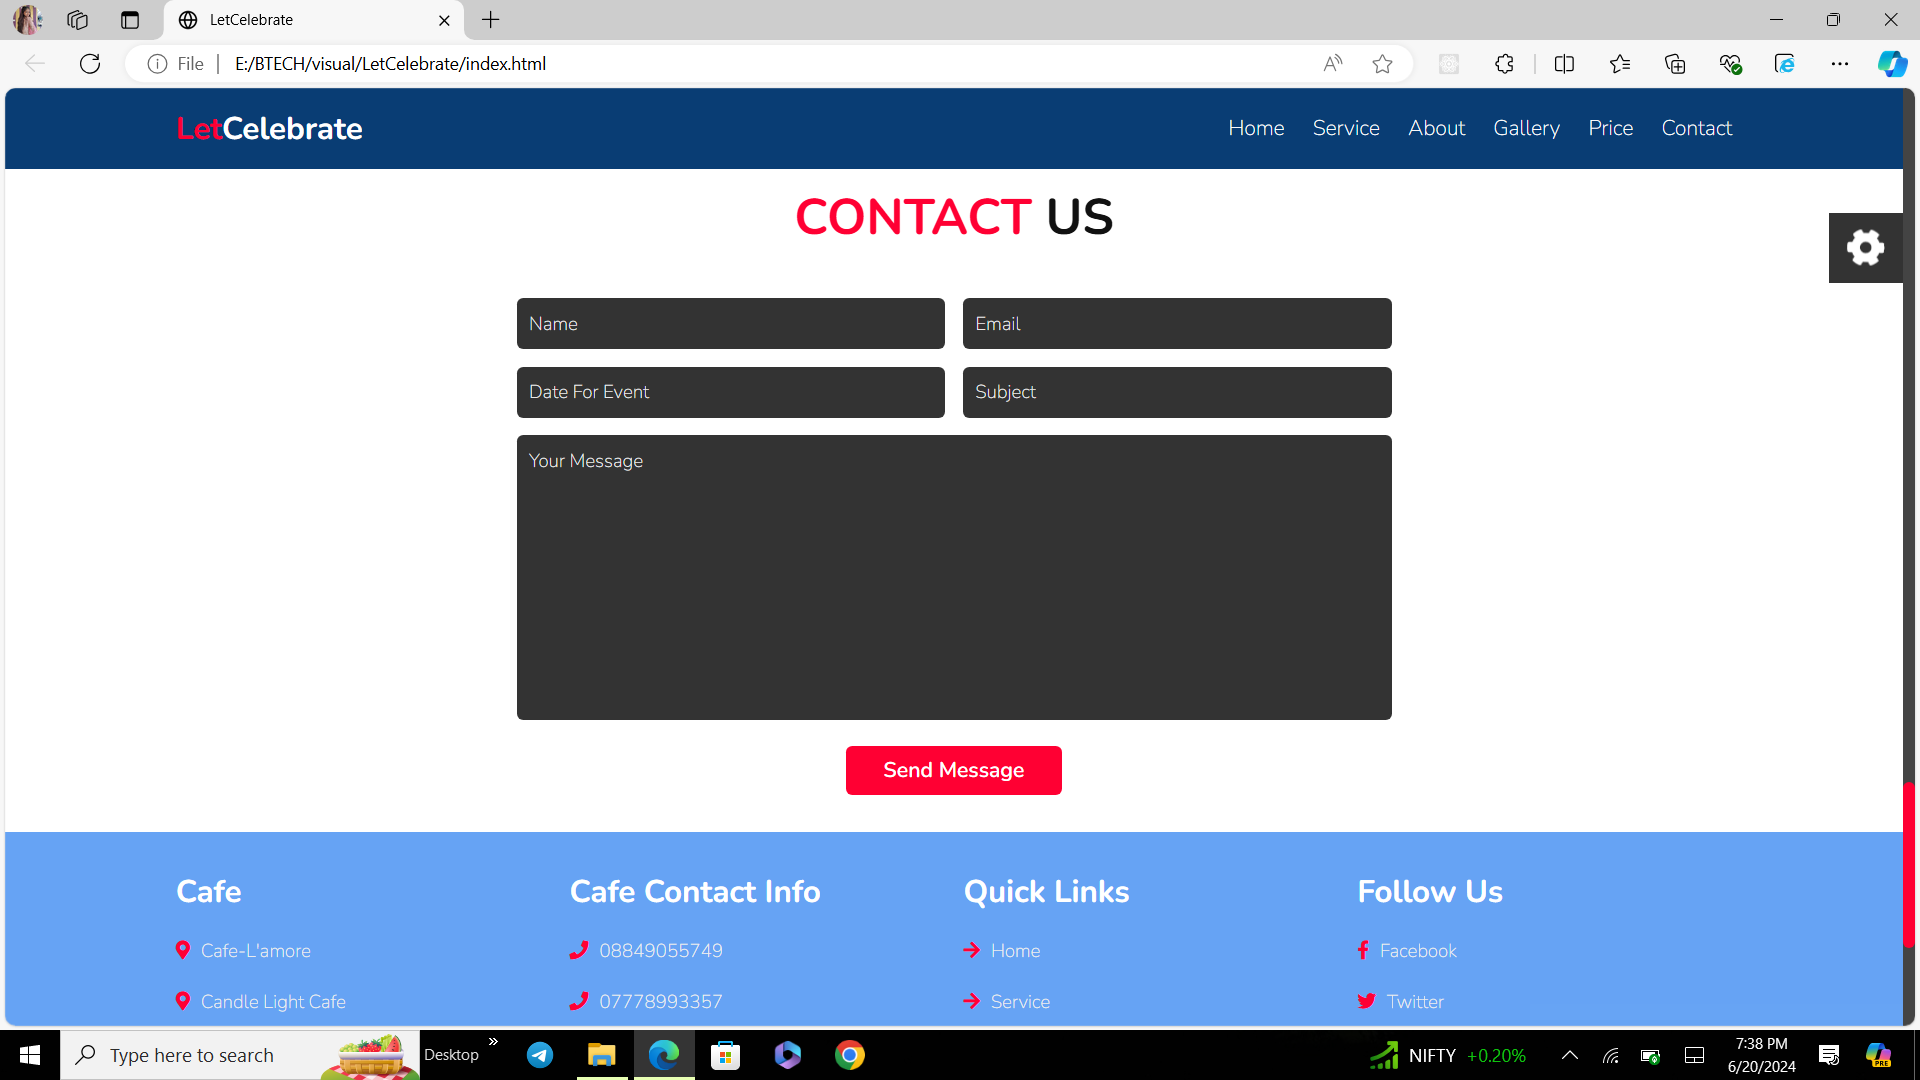 LetCelebrate
File E:/BTECH/visual/LetCelebrate/index.html
LetCelebrate Home Service About Gallery Price Contact
CONTACT US
Name Email
Date For Event Subject
Your Message
Send Message
Cafe Cafe Contact Info Quick Links Follow Us
Cafe-L'amore 08849055749 Home Facebook
Candle Light Cafe 07778993357 Service Twitter
Type here to search Desktop » NIFTY +0.20% 7:38 PM
6/20/2024 PRE